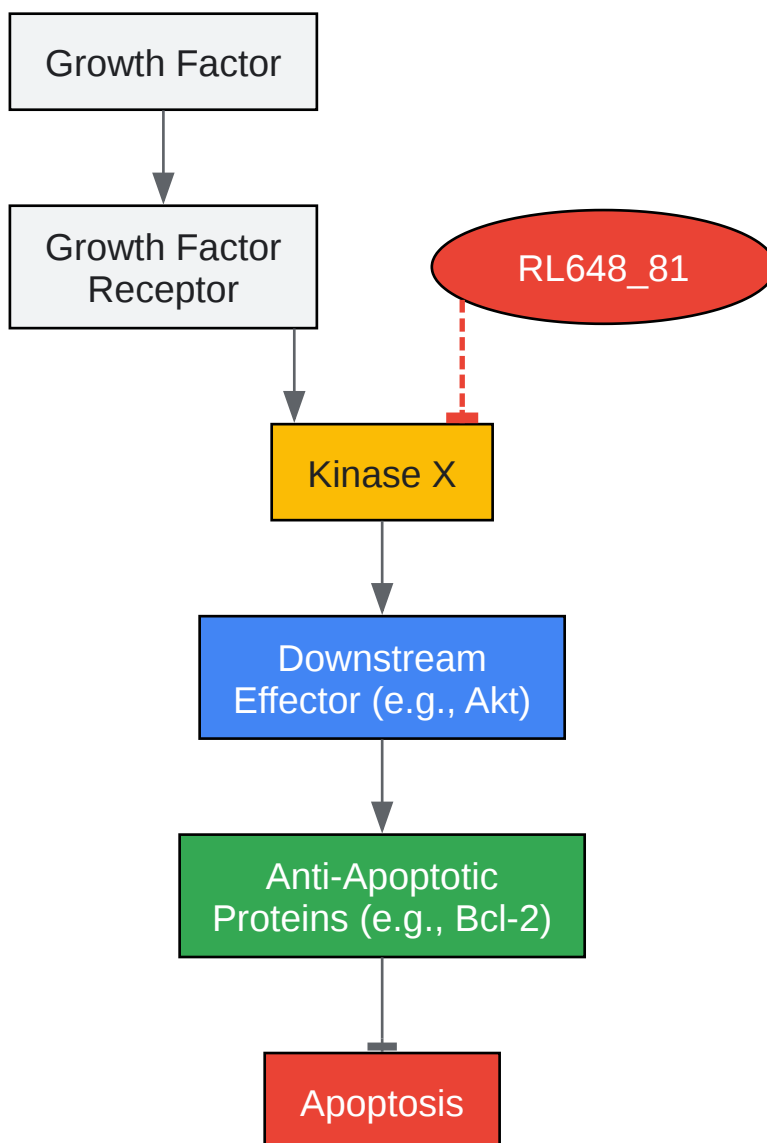 Growth Factor
Growth Factor
Receptor
RL648_81
Kinase X
Downstream
Effector (e.g., Akt)
Anti-Apoptotic
Proteins (e.g., Bcl-2)
Apoptosis